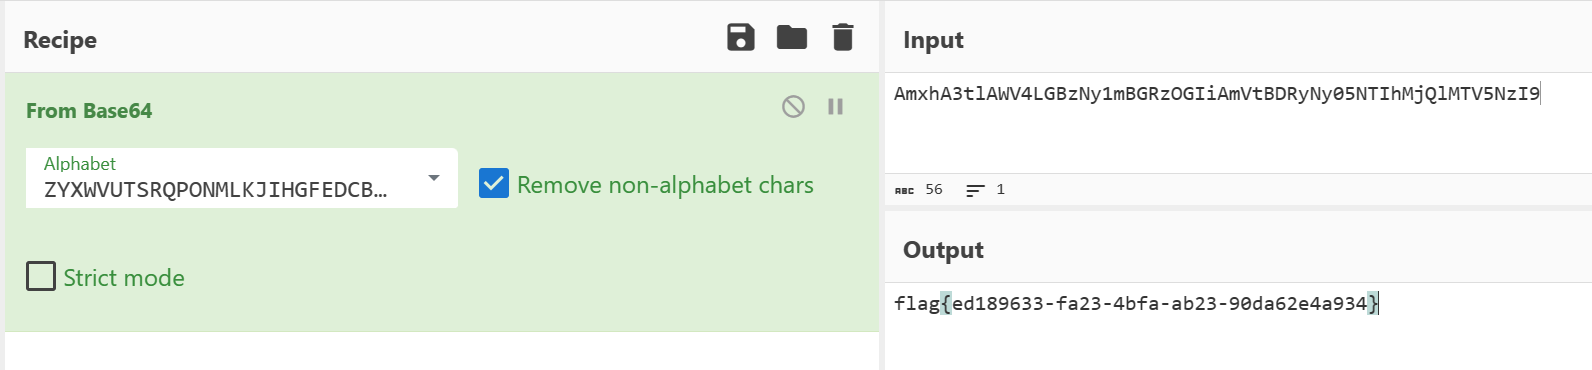 Recipe
From Base64
Alphabet
ZYXWVUTSRQPONMLKJIHGFEDCB...
Remove non-alphabet chars
Strict mode
Input
AmxhA3tlAWV4LGBzNy1mBGRzOGIiAmVtBDRyNy05NTIhMjQlMTV5NzI9
ABC 56 1
Output
flag{ed189633-fa23-4bfa-ab23-90da62e4a934}